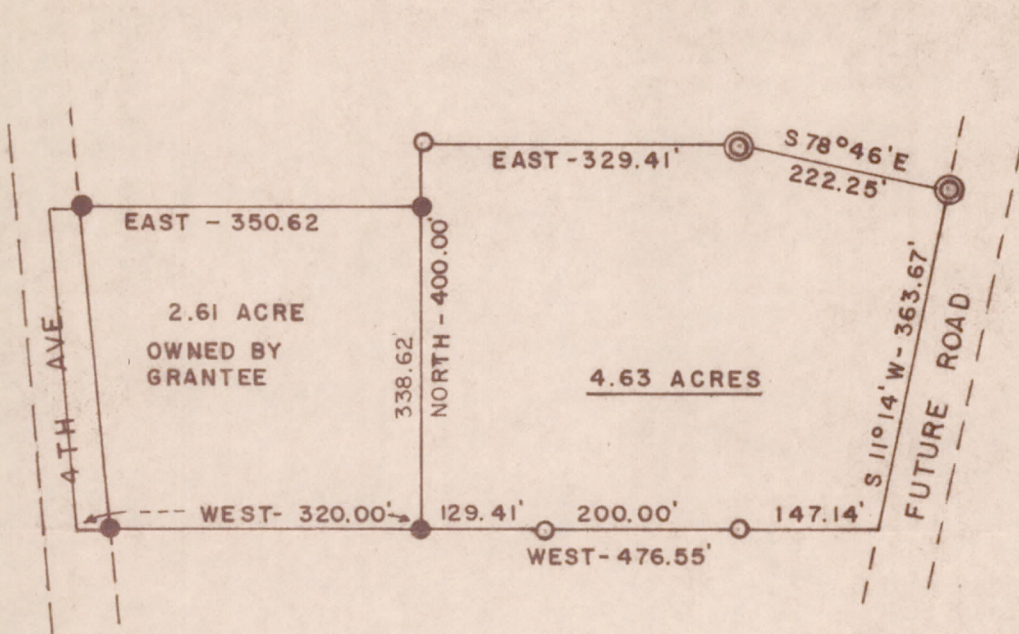 S 78°46'E
222.25'
EAST-329.41'
EAST - 350.62
2.61 ACRE
OWNED BY
GRANTEE
4TH AVE.
338.62'
NORTH-400.00'
4.63 ACRES
S 11°14'W-363.67'
FUTURE ROAD
WEST- 320.00'
129.41'
200.00'
147.14'
WEST-476.55'